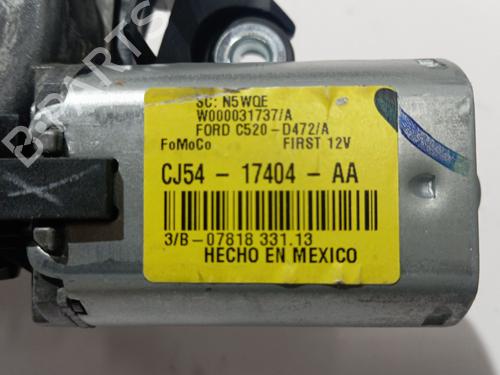 SC: N5WQE
W000031737/A
FORD C520-D472/A
FoMoCo FIRST 12V
CJ54 - 17404 - AA
3/B-07818 331.13
HECHO EN MEXICO
B-PARTS